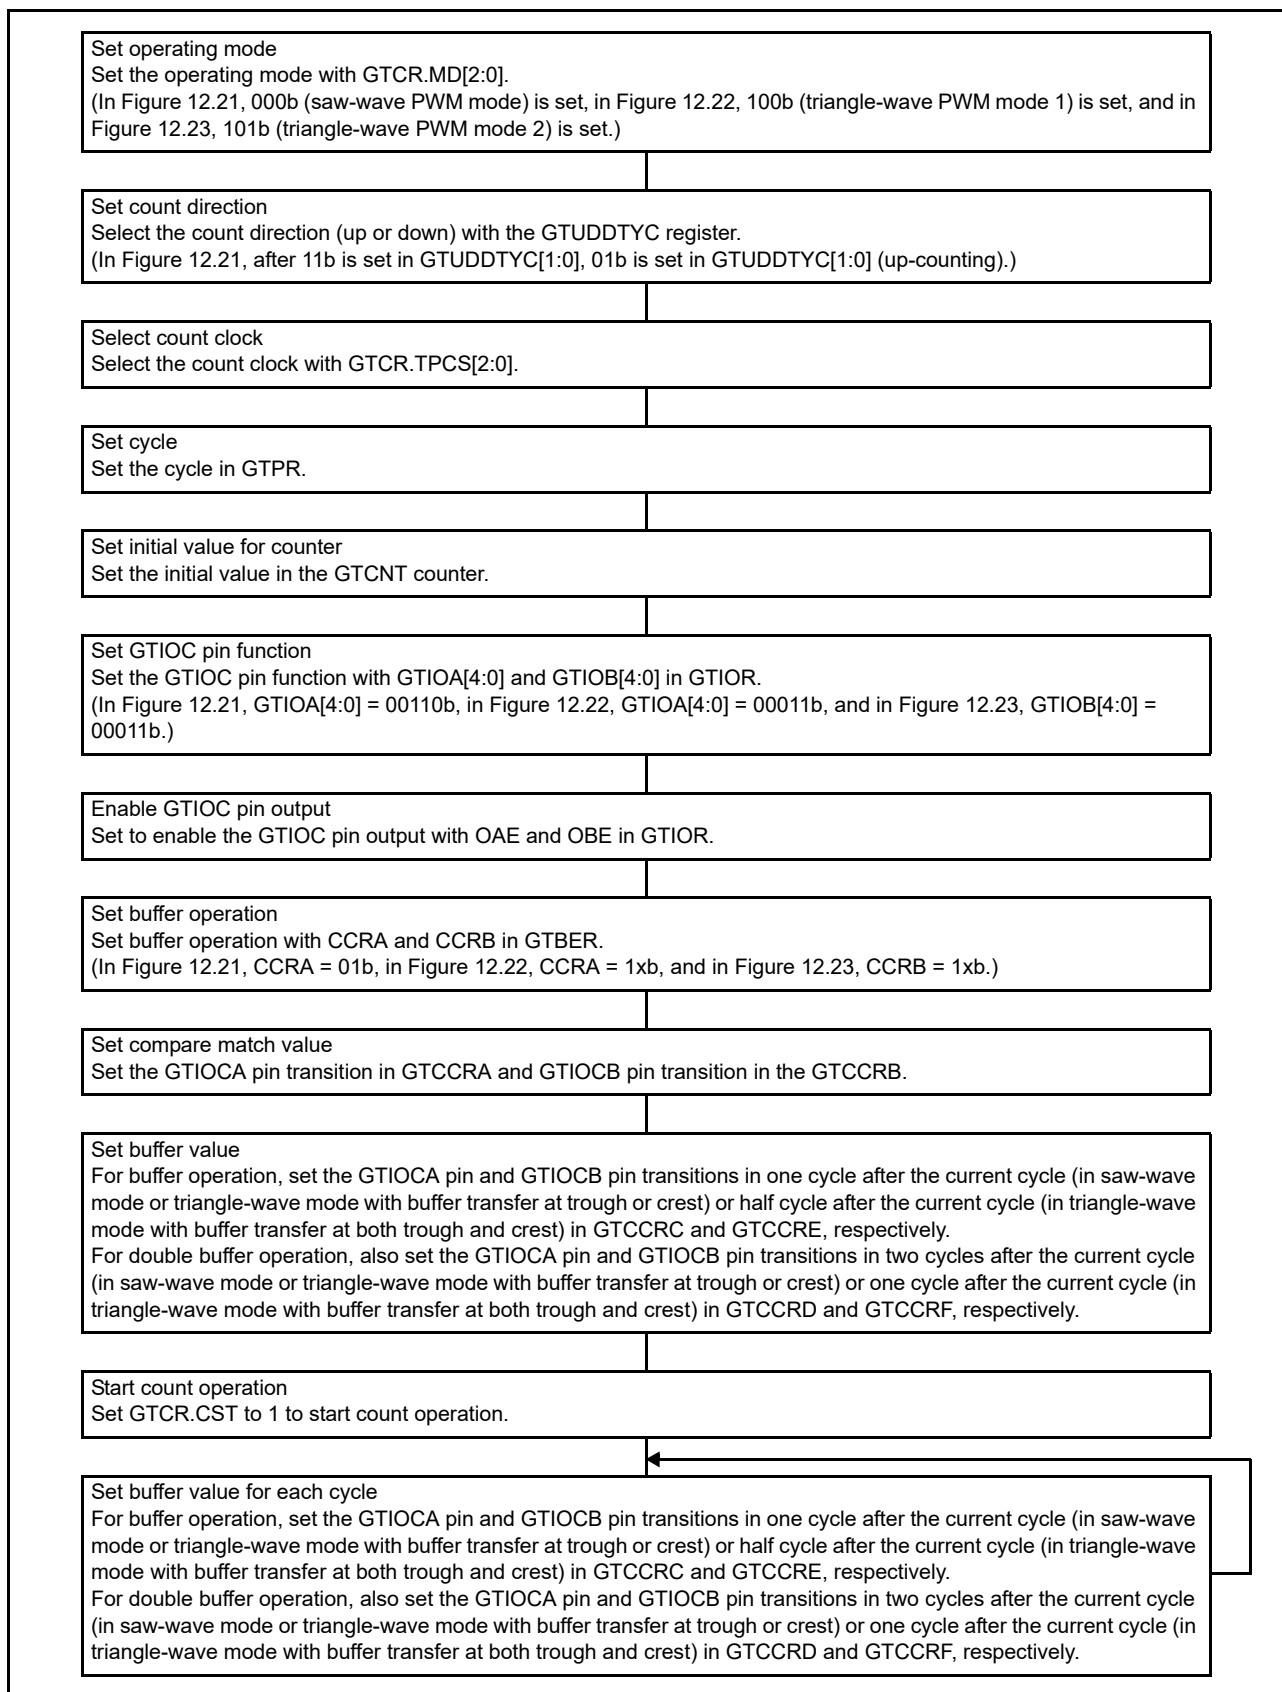 Set operating mode
Set the operating mode with GTCR.MD[2:0].
(In Figure 12.21, 000b (saw-wave PWM mode) is set, in Figure 12.22, 100b (triangle-wave PWM mode 1) is set, and in
Figure 12.23, 101b (triangle-wave PWM mode 2) is set.)
Set count direction
Select the count direction (up or down) with the GTUDDTYC register.
(In Figure 12.21, after 11b is set in GTUDDTYC[1:0], 01b is set in GTUDDTYC[1:0] (up-counting).)
Select count clock
Select the count clock with GTCR.TPCS[2:0].
Set cycle
Set the cycle in GTPR.
Set initial value for counter
Set the initial value in the GTCNT counter.
Set GTIOC pin function
Set the GTIOC pin function with GTIOA[4:0] and GTIOB[4:0] in GTIOR.
(In Figure 12.21, GTIOA[4:0] = 00110b, in Figure 12.22, GTIOA[4:0] = 00011b, and in Figure 12.23, GTIOB[4:0] =
00011b.)
Enable GTIOC pin output
Set to enable the GTIOC pin output with OAE and OBE in GTIOR.
Set buffer operation
Set buffer operation with CCRA and CCRB in GTBER.
(In Figure 12.21, CCRA = 01b, in Figure 12.22, CCRA = 1xb, and in Figure 12.23, CCRB = 1xb.)
Set compare match value
Set the GTIOCA pin transition in GTCCRA and GTIOCB pin transition in the GTCCRB.
Set buffer value
For buffer operation, set the GTIOCA pin and GTIOCB pin transitions in one cycle after the current cycle (in saw-wave
mode or triangle-wave mode with buffer transfer at trough or crest) or half cycle after the current cycle (in triangle-wave
mode with buffer transfer at both trough and crest) in GTCCRC and GTCCRE, respectively.
For double buffer operation, also set the GTIOCA pin and GTIOCB pin transitions in two cycles after the current cycle
(in saw-wave mode or triangle-wave mode with buffer transfer at trough or crest) or one cycle after the current cycle (in
triangle-wave mode with buffer transfer at both trough and crest) in GTCCRD and GTCCRF, respectively.
Start count operation
Set GTCR.CST to 1 to start count operation.
Set buffer value for each cycle
For buffer operation, set the GTIOCA pin and GTIOCB pin transitions in one cycle after the current cycle (in saw-wave
mode or triangle-wave mode with buffer transfer at trough or crest) or half cycle after the current cycle (in triangle-wave
mode with buffer transfer at both trough and crest) in GTCCRC and GTCCRE, respectively.
For double buffer operation, also set the GTIOCA pin and GTIOCB pin transitions in two cycles after the current cycle
(in saw-wave mode or triangle-wave mode with buffer transfer at trough or crest) or one cycle after the current cycle (in
triangle-wave mode with buffer transfer at both trough and crest) in GTCCRD and GTCCRF, respectively.